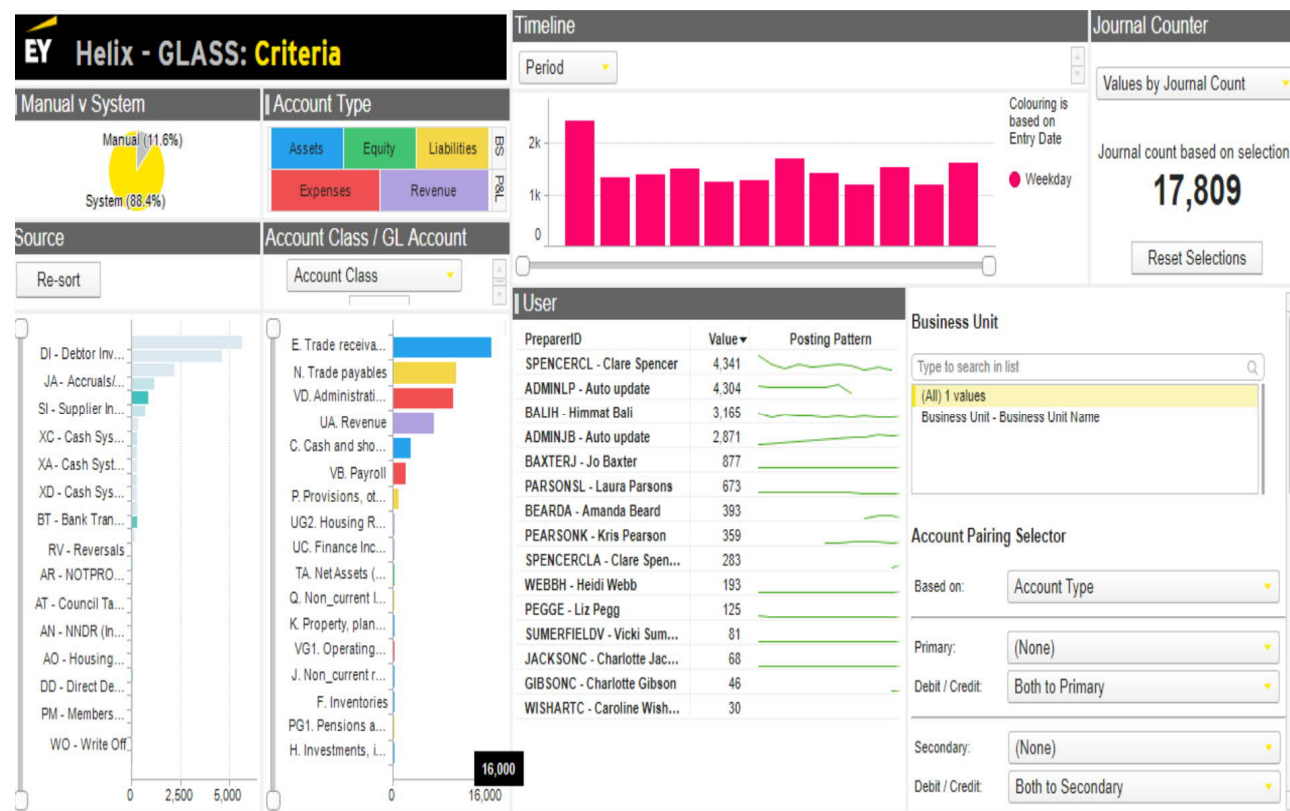 EY Helix - GLASS: Criteria
Manual v System
Manual (11.6%)
System (88.4%)
Account Type
Assets Equity Liabilities BS
Expenses Revenue P&L
Source
Re-sort
DI - Debtor Inv...
JA - Accruals/...
SI - Supplier In...
XC - Cash Sys...
XA - Cash Syst...
XD - Cash Sys...
BT - Bank Tran...
RV - Reversals
AR - NOTPRO...
AT - Council Ta...
AN - NNDR (In...
AO - Housing...
DD - Direct De...
PM - Members...
WO - Write Off
0 2,500 5,000
Account Class / GL Account
Account Class
E. Trade receiva...
N. Trade payables
VD. Administrati...
UA. Revenue
C. Cash and sho...
VB. Payroll
P. Provisions, ot...
UG2. Housing R...
UC. Finance Inc...
TA. Net Assets (...
Q. Non_current l...
K. Property, plan...
VG1. Operating...
J. Non_current r...
F. Inventories
PG1. Pensions a...
H. Investments, i...
16,000
0 16,000
Timeline
Period
2k
1k
0
Colouring is
based on
Entry Date
Weekday
Journal Counter
Values by Journal Count
Journal count based on selection
17,809
Reset Selections
User
PreparerID Value Posting Pattern
SPENCERCL - Clare Spencer 4,341
ADMINLP - Auto update 4,304
BALIH - Himmat Bali 3,165
ADMINJB - Auto update 2,871
BAXTERJ - Jo Baxter 877
PARSONSL - Laura Parsons 673
BEARDA - Amanda Beard 393
PEARSONK - Kris Pearson 359
SPENCERCLA - Clare Spen... 283
WEBBH - Heidi Webb 193
PEGGE - Liz Pegg 125
SUMERFIELDV - Vicki Sum... 81
JACKSONC - Charlotte Jac... 68
GIBSONC - Charlotte Gibson 46
WISHARTC - Caroline Wish... 30
Business Unit
Type to search in list
(All) 1 values
Business Unit - Business Unit Name
Account Pairing Selector
Based on: Account Type
Primary: (None)
Debit / Credit: Both to Primary
Secondary: (None)
Debit / Credit: Both to Secondary